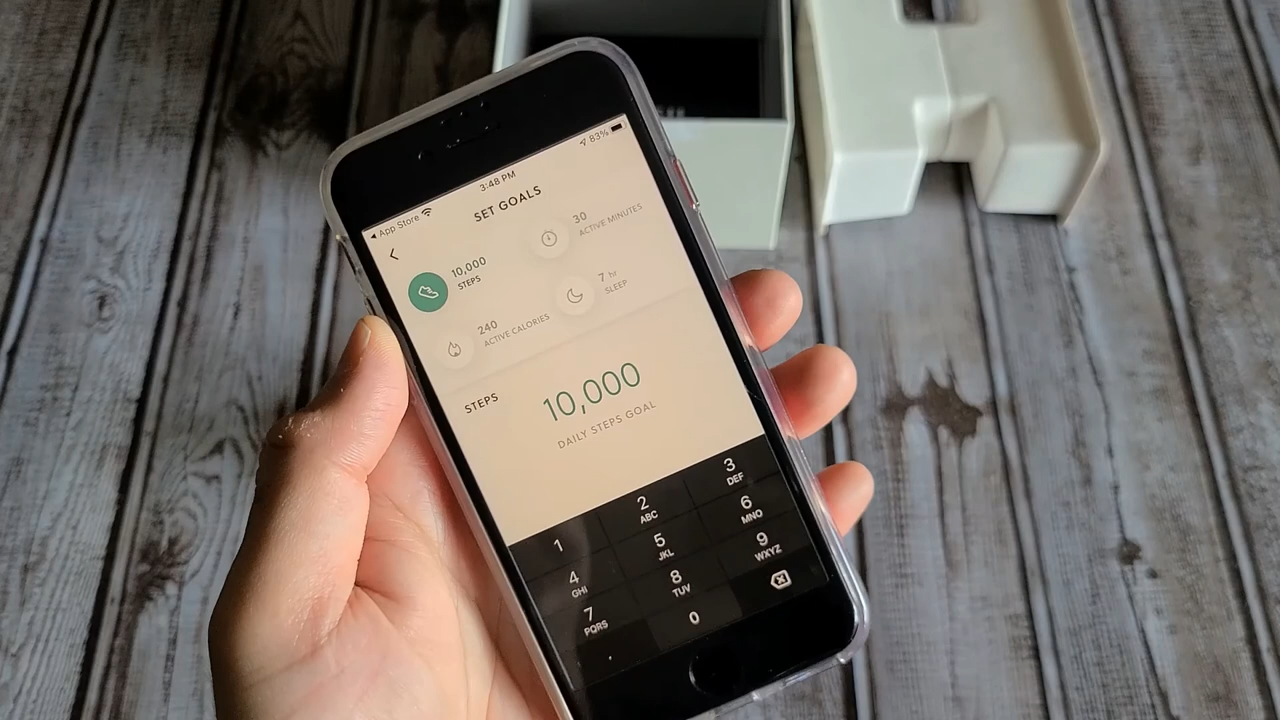 ◀ App Store
3:48 PM
83%
SET GOALS
10,000
STEPS
30
ACTIVE MINUTES
240
ACTIVE CALORIES
7 hr
SLEEP
STEPS
10,000
DAILY STEPS GOAL
1
2
ABC
3
DEF
4
GHI
5
JKL
6
MNO
7
PQRS
8
TUV
9
WXYZ
.
0